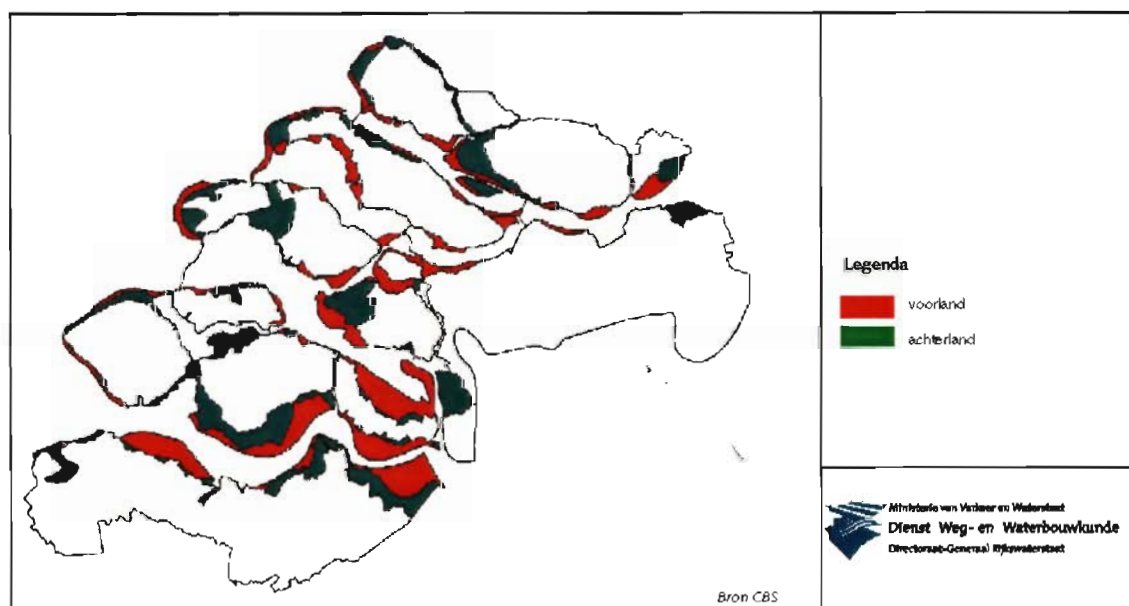 Legenda
voorland
achterland
Ministerie van Verkeer en Waterstaat
Dienst Weg- en Waterbouwkunde
Directoraat-Generaal Rijkswaterstaat
Bron CBS